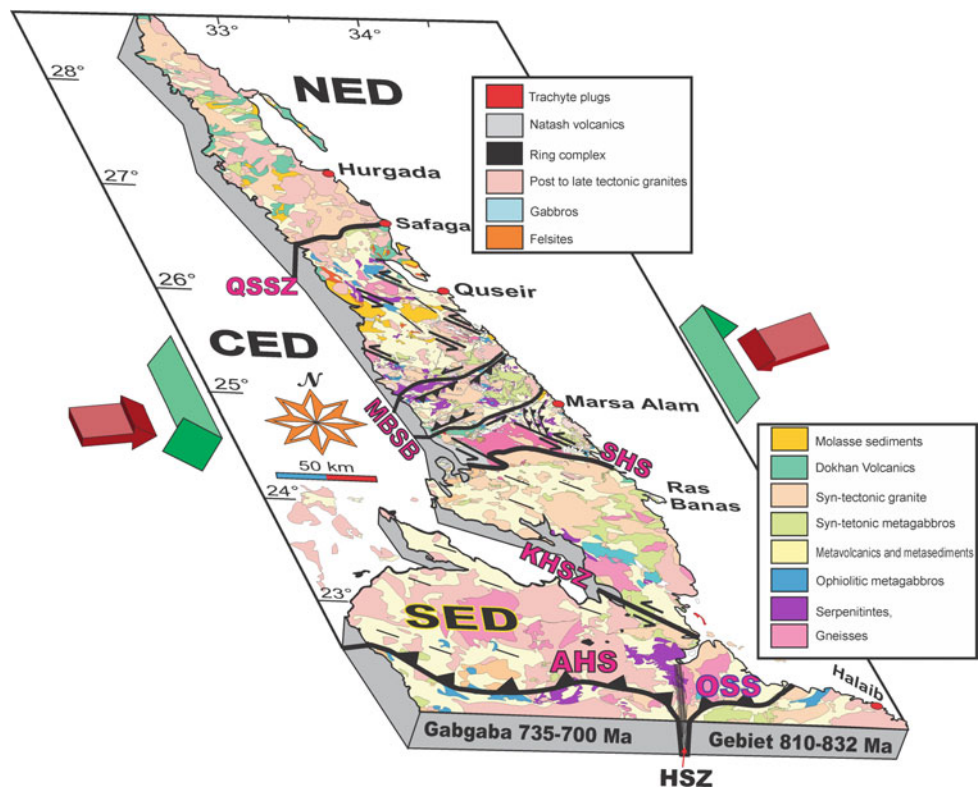 33°
34°
28°
NED
Trachyte plugs
Natash volcanics
Ring complex
Post to late tectonic granites
Gabbros
Felsites
27°
Hurgada
Safaga
QSSZ
26°
Quseir
CED
25°
N
MBSB
Marsa Alam
50 km
SHS
Ras
Banas
24°
KHSZ
Molasse sediments
Dokhan Volcanics
Syn-tectonic granite
Syn-tetonic metagabbros
Metavolcanics and metasediments
Ophiolitic metagabbros
Serpenitintes,
Gneisses
23°
SED
AHS
OSS
Halaib
Gabgaba 735-700 Ma
Gebiet 810-832 Ma
HSZ